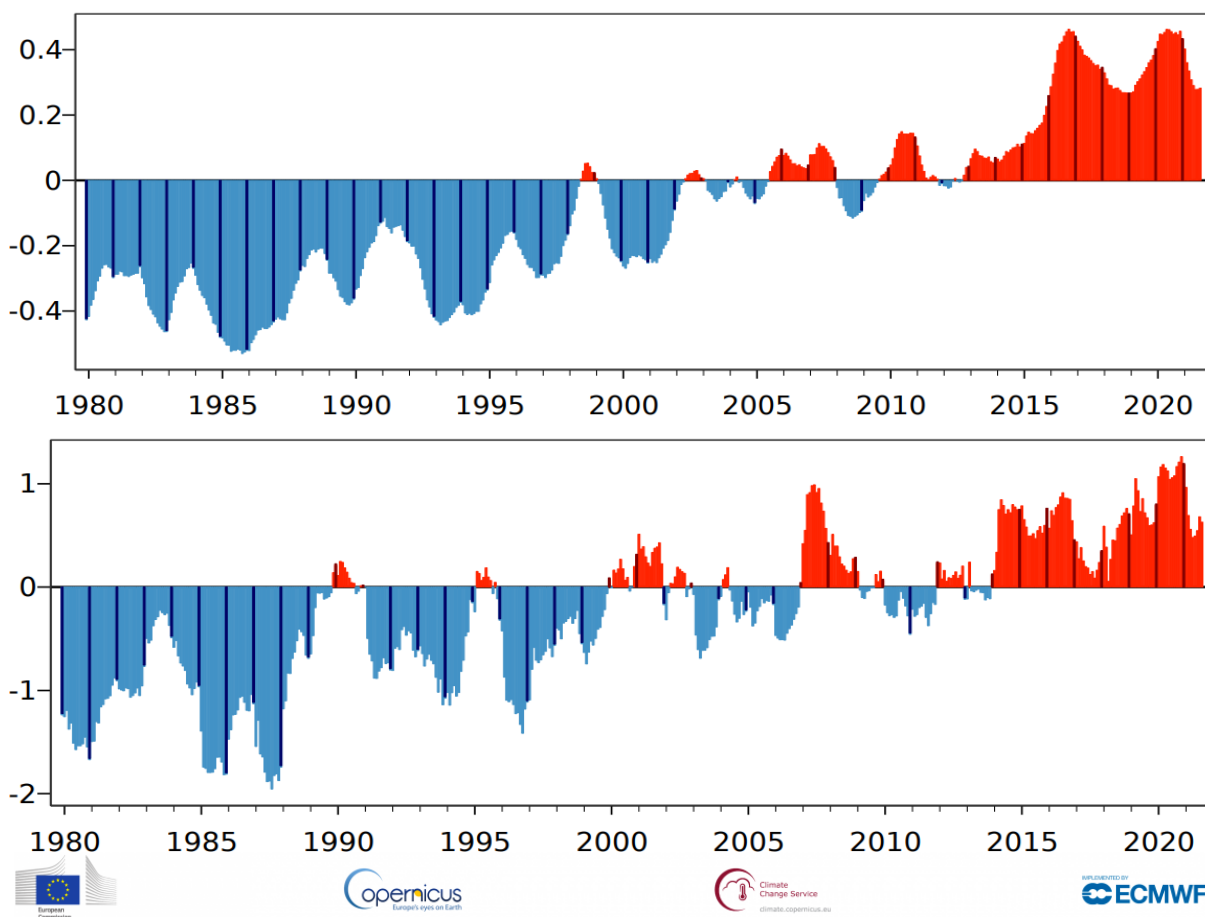 0.4
0.2
0
-0.2
-0.4
1980 1985 1990 1995 2000 2005 2010 2015 2020
1
0
-1
-2
1980 1985 1990 1995 2000 2005 2010 2015 2020
European
Commission
opernicus
Europe's eyes on Earth
Climate
Change Service
climate.copernicus.eu
IMPLEMENTED BY
ECMWF